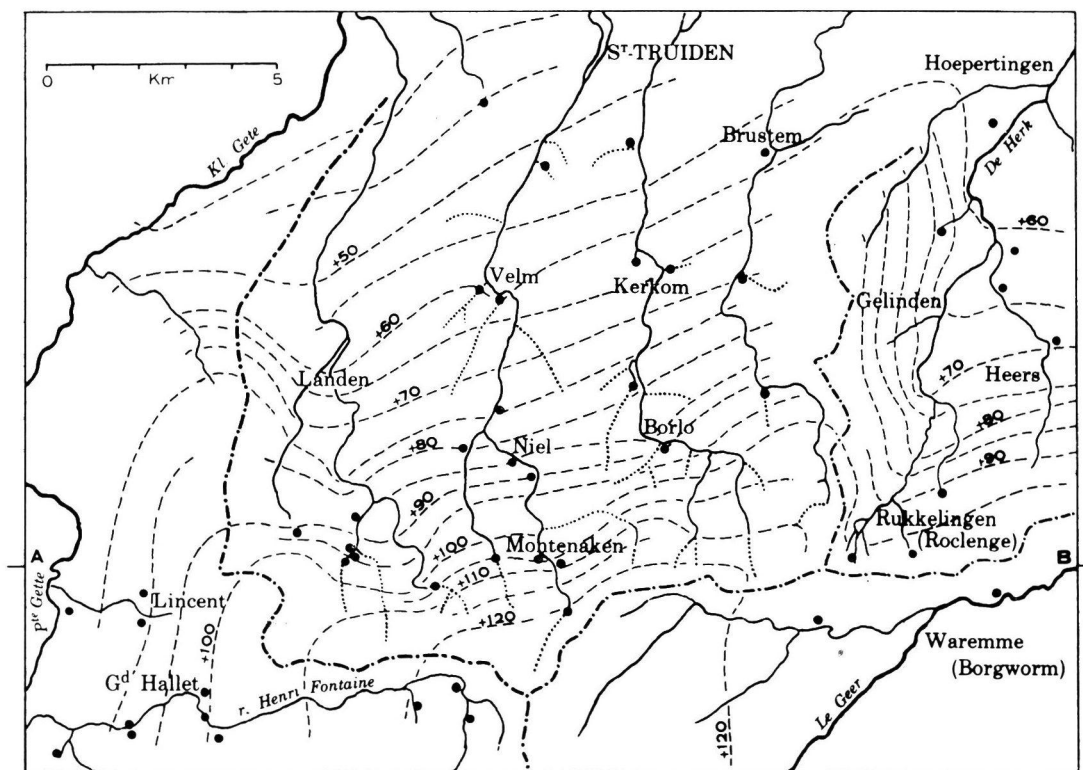 Sᵀ-TRUIDEN
0 Km 5
Hoepertingen
Kl. Gete
Brustem
De Herk
+50
+60
Velm
Kerkom
Gelinden
+60
Landen
+70
+70
Heers
+80
Niel
Borlo
+80
+90
+90
Rukkelingen
(Roclenge)
+100
Montenaken
+110
A
B
Pᵗᵉ Gette
Lincent
+120
+100
Waremme
(Borgworm)
Gᵈ Hallet
r. Henri Fontaine
Le Geer
+120